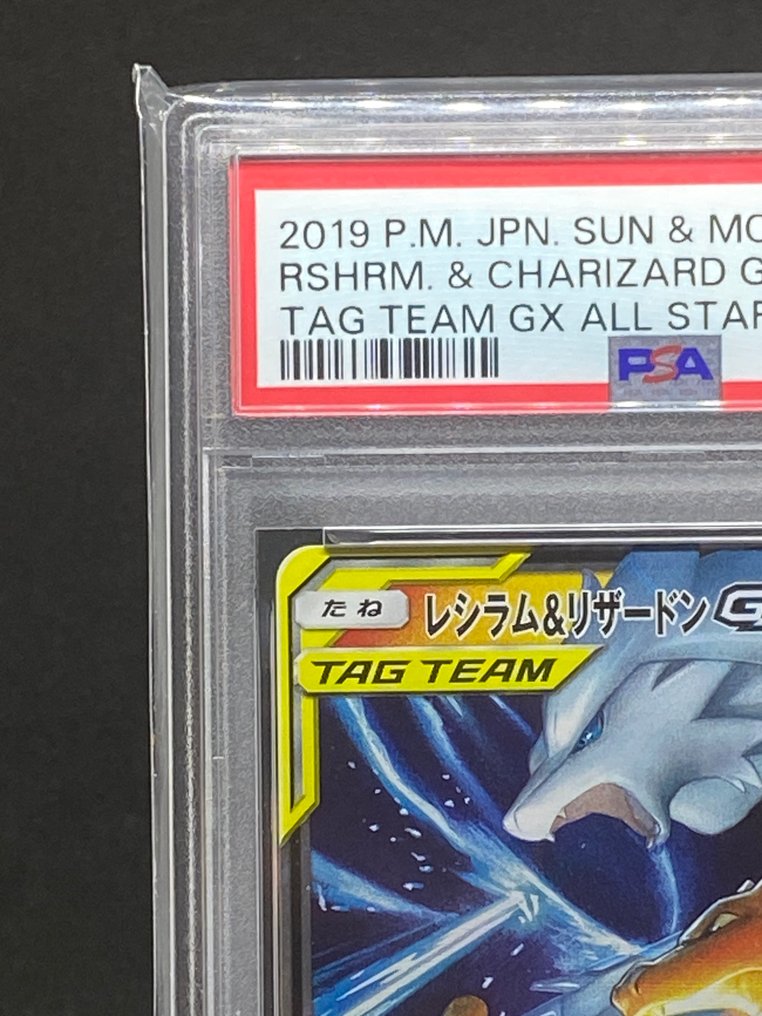 2019 P.M. JPN. SUN & MO
RSHRM. & CHARIZARD G
TAG TEAM GX ALL STAR
PSA
たね レシラム&リザードンG
TAG TEAM